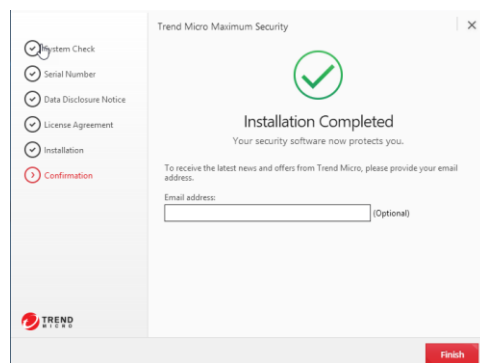 Trend Micro Maximum Security
System Check
Serial Number
Data Disclosure Notice
License Agreement
Installation
Confirmation
Installation Completed
Your security software now protects you.
To receive the latest news and offers from Trend Micro, please provide your email
address.
Email address:
(Optional)
TREND
MICRO
Finish